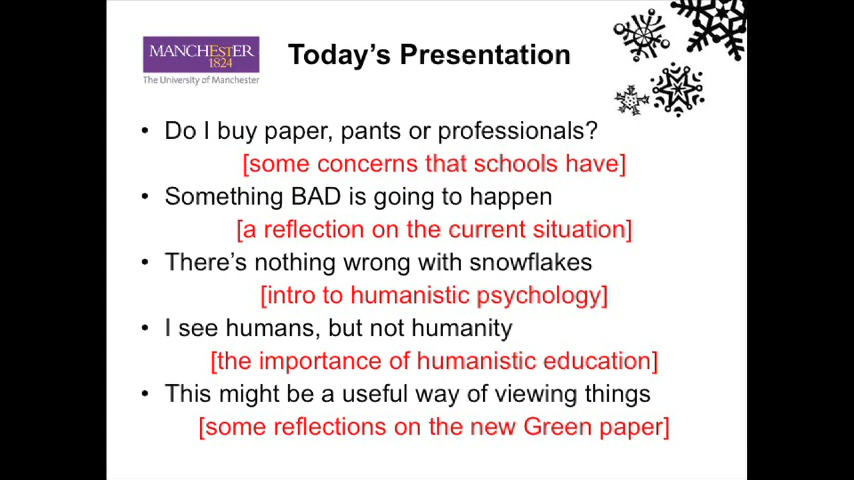 MANCHESTER
1824
The University of Manchester
Today's Presentation
• Do I buy paper, pants or professionals?
[some concerns that schools have]
• Something BAD is going to happen
[a reflection on the current situation]
• There's nothing wrong with snowflakes
[intro to humanistic psychology]
• I see humans, but not humanity
[the importance of humanistic education]
• This might be a useful way of viewing things
[some reflections on the new Green paper]